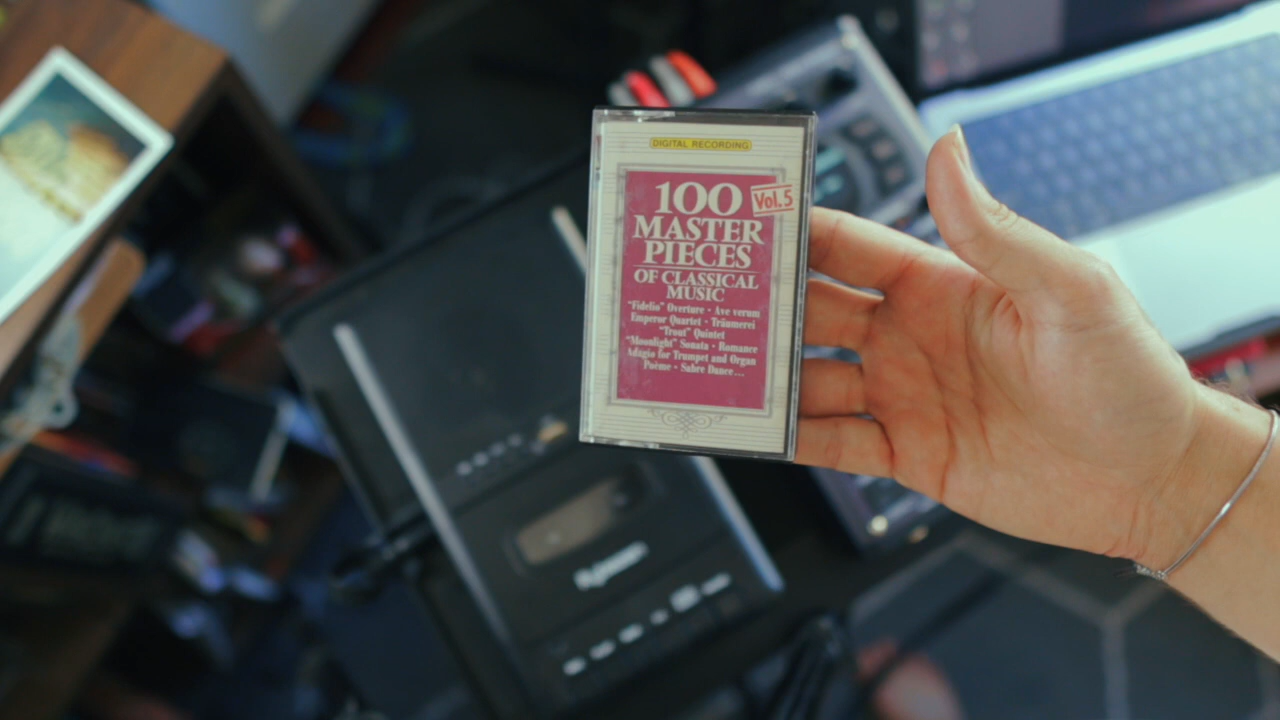 DIGITAL RECORDING
100
Vol.5
MASTER
PIECES
OF CLASSICAL
MUSIC
"Fidelio" Overture • Ave verum
Emperor Quartet • Träumerei
"Trout" Quintet
"Moonlight" Sonata • Romance
Adagio for Trumpet and Organ
Poème • Sabre Dance....